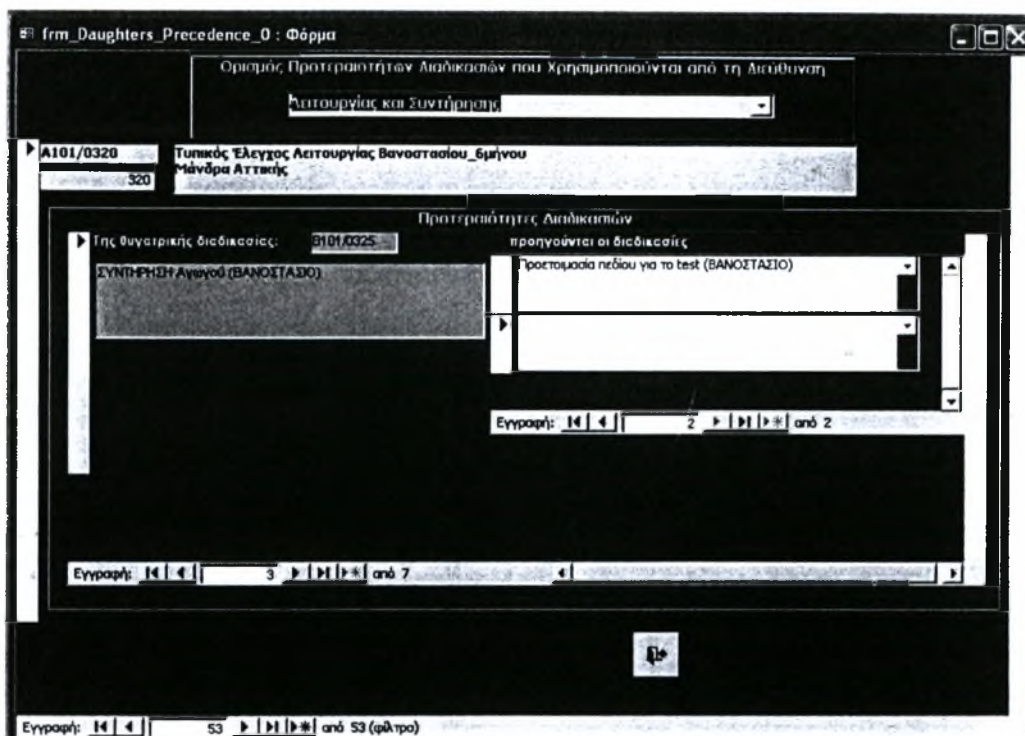 frm_Daughters_Precedence_0 : Φόρμα
Ορισμός Προτεραιοτήτων Διαδικασιών που Χρησιμοποιούνται από τη Διεύθυνση
Λειτουργίας και Συντήρησης
A101/0320
Τυπικός Έλεγχος Λειτουργίας Βανοστασίου_6μήνου
320
Μάνδρα Αττικής
Προτεραιότητες Διαδικασιών
Της θυγατρικής διαδικασίας:
B101/0325
προηγούνται οι διαδικασίες
ΣΥΝΤΗΡΗΣΗ Αγωγού (ΒΑΝΟΣΤΑΣΙΟ)
Προετοιμασία πεδίου για το test (ΒΑΝΟΣΤΑΣΙΟ)
Εγγραφή: 2 από 2
Εγγραφή: 3 από 7
Εγγραφή: 53 από 53 (φίλτρο)